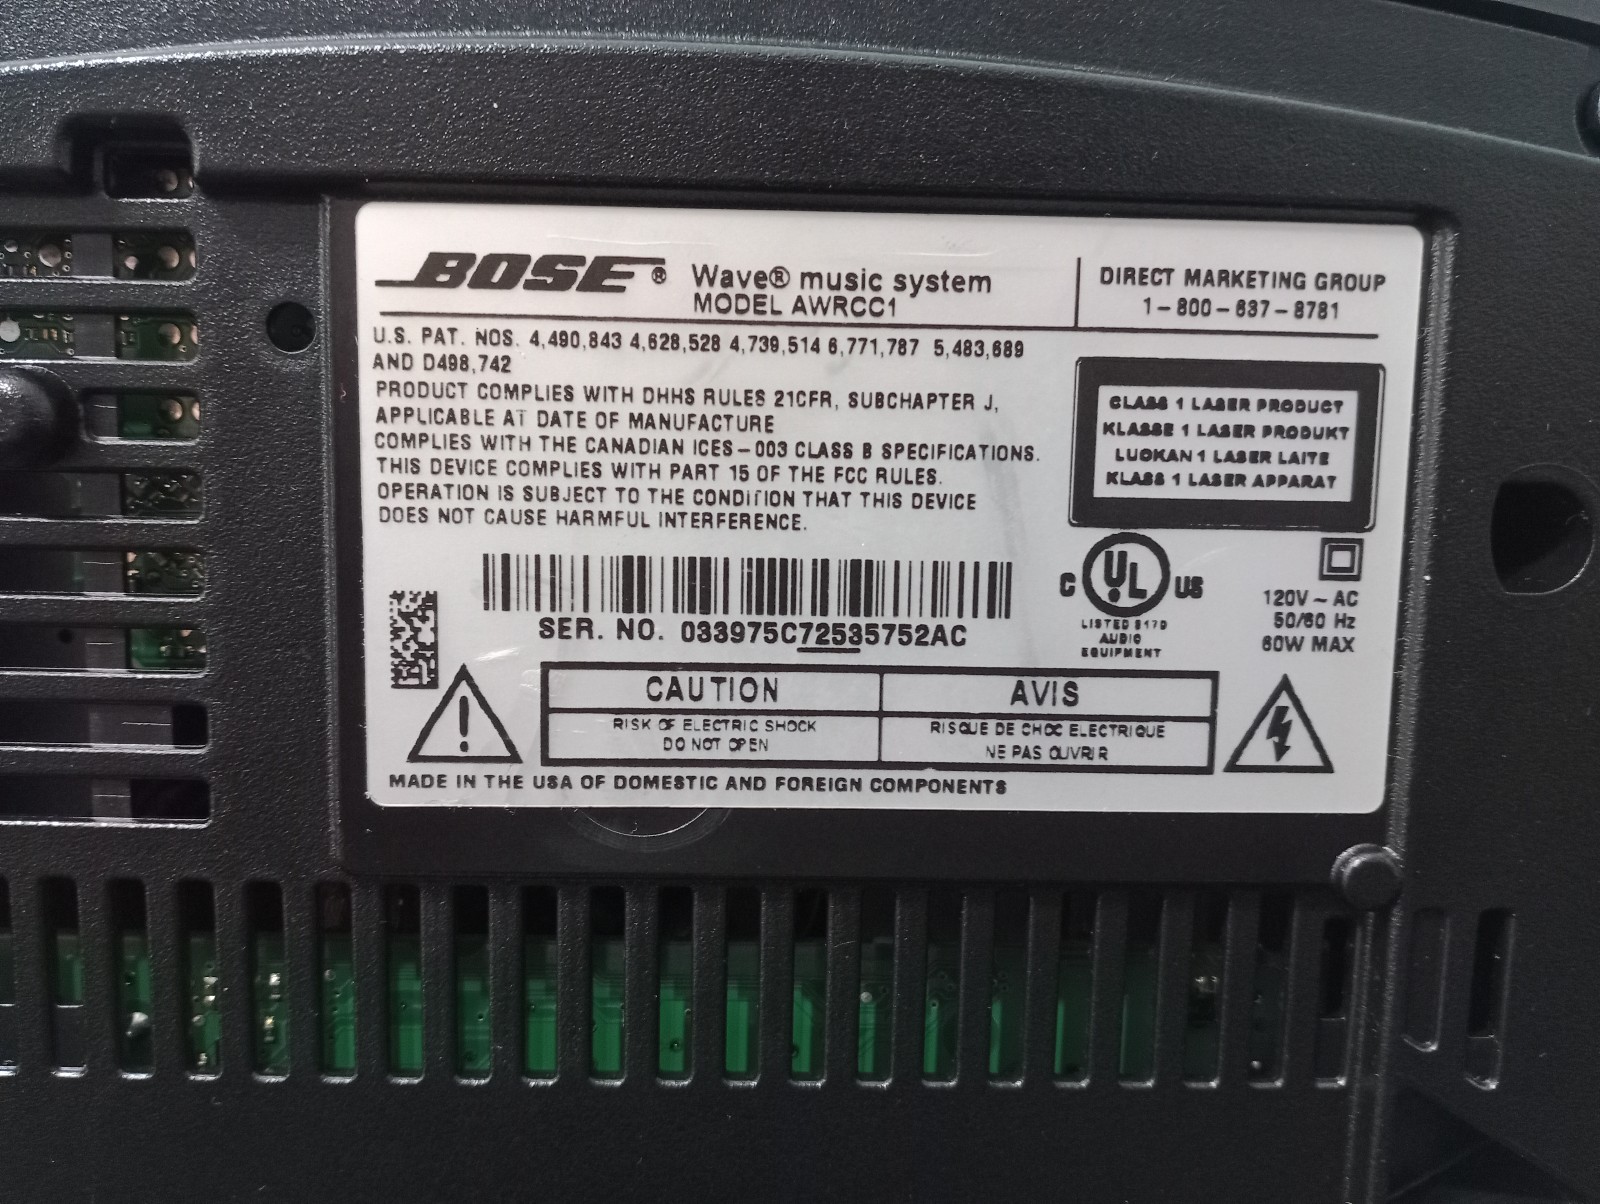 BOSE® Wave® music system
MODEL AWRCC1
DIRECT MARKETING GROUP
1-800-637-8781
U.S. PAT. NOS. 4,490,843 4,628,528 4,739,514 6,771,787 5,483,689
AND D498,742
PRODUCT COMPLIES WITH DHHS RULES 21CFR, SUBCHAPTER J,
APPLICABLE AT DATE OF MANUFACTURE
COMPLIES WITH THE CANADIAN ICES-003 CLASS B SPECIFICATIONS.
THIS DEVICE COMPLIES WITH PART 15 OF THE FCC RULES.
OPERATION IS SUBJECT TO THE CONDITION THAT THIS DEVICE
DOES NOT CAUSE HARMFUL INTERFERENCE.
CLASS 1 LASER PRODUCT
KLASSE 1 LASER PRODUKT
LUOKAN 1 LASER LAITE
KLASS 1 LASER APPARAT
SER. NO. 033975C72535752AC
C UL US
LISTED 817D
AUDIO
EQUIPMENT
120V ~ AC
50/60 Hz
60W MAX
CAUTION
RISK OF ELECTRIC SHOCK
DO NOT OPEN
AVIS
RISQUE DE CHOC ELECTRIQUE
NE PAS OUVRIR
MADE IN THE USA OF DOMESTIC AND FOREIGN COMPONENTS